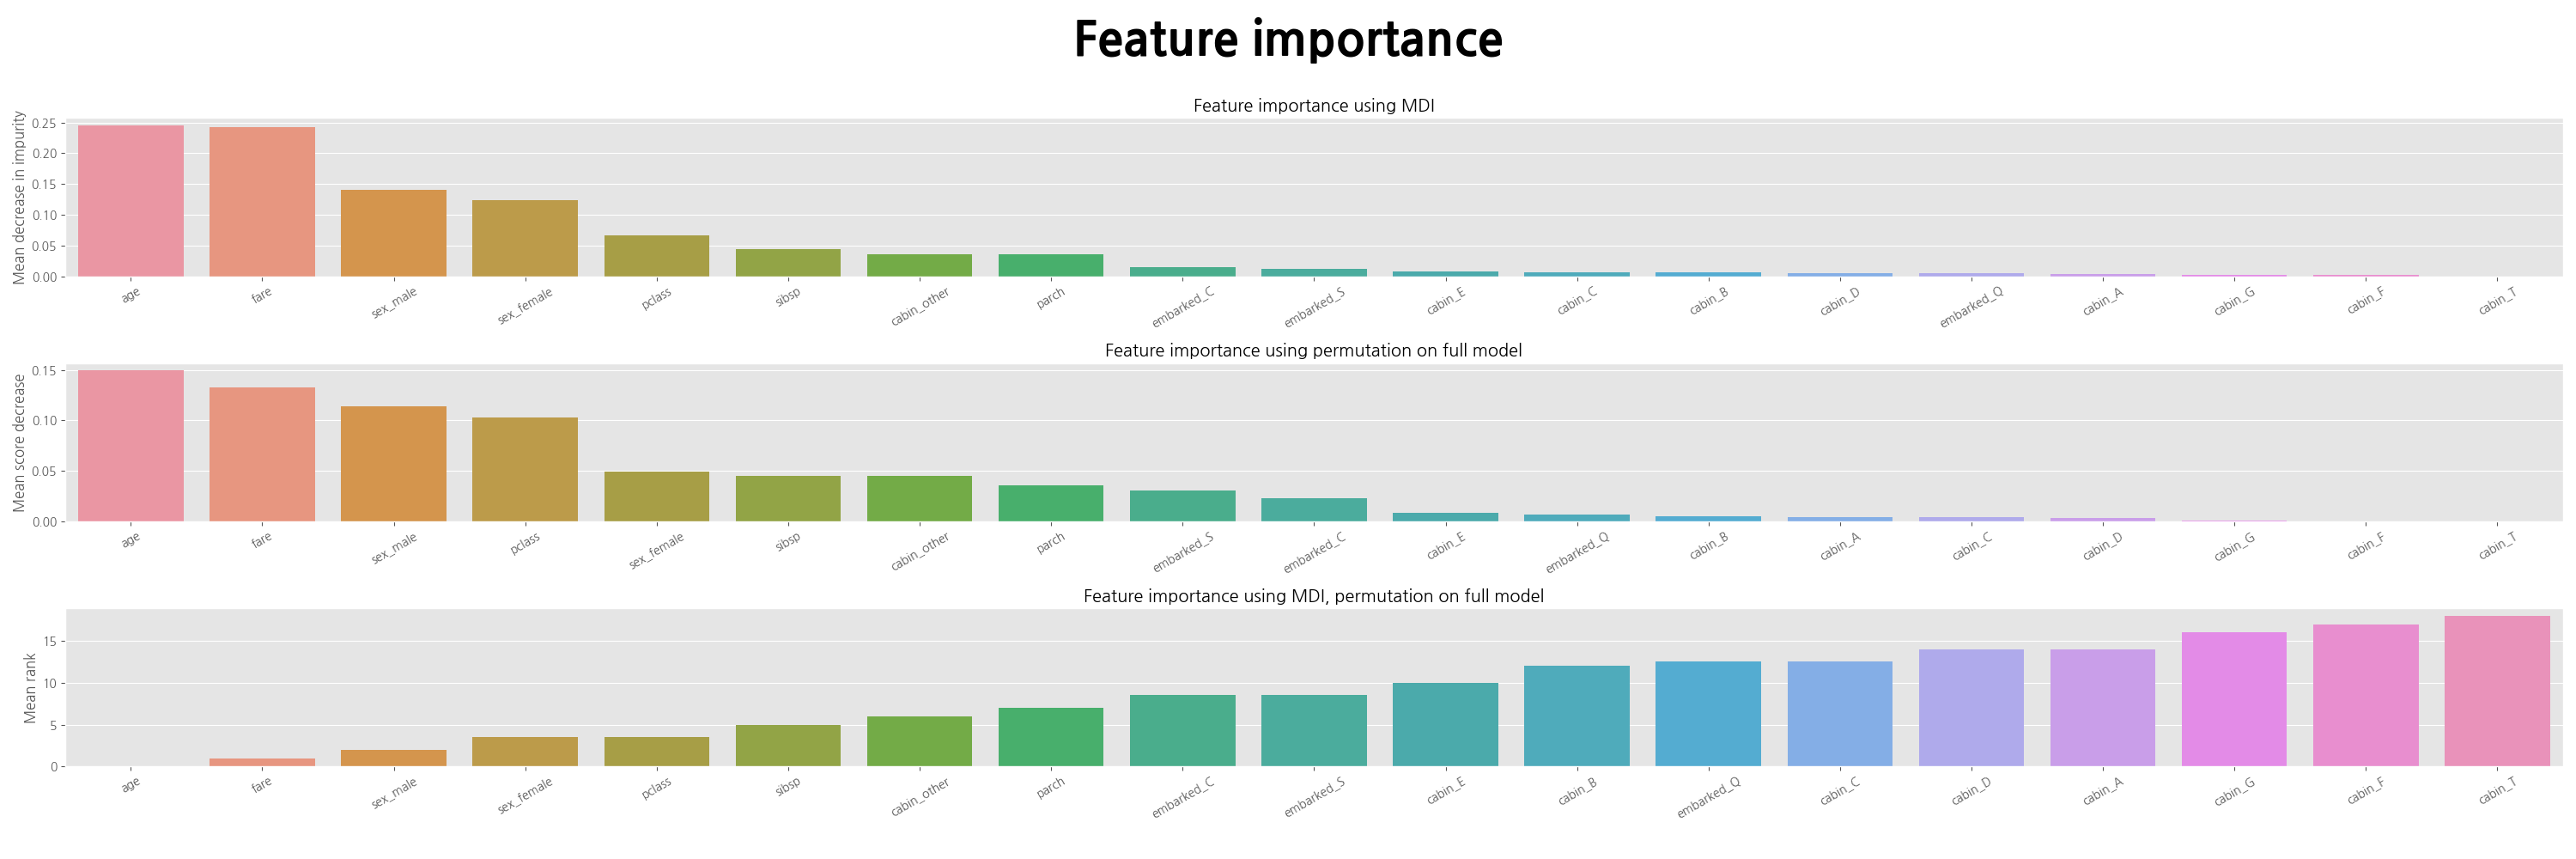 Feature importance
Feature importance using MDI
Mean decrease in impurity
0.25
0.20
0.15
0.10
0.05
0.00
age fare sex_male sex_female pclass sibsp cabin_other parch embarked_C embarked_S cabin_E cabin_C cabin_B cabin_D embarked_Q cabin_A cabin_G cabin_F cabin_T
Feature importance using permutation on full model
Mean score decrease
0.15
0.10
0.05
0.00
age fare sex_male pclass sex_female sibsp cabin_other parch embarked_S embarked_C cabin_E embarked_Q cabin_B cabin_A cabin_C cabin_D cabin_G cabin_F cabin_T
Feature importance using MDI, permutation on full model
Mean rank
15
10
5
0
age fare sex_male sex_female pclass sibsp cabin_other parch embarked_C embarked_S cabin_E cabin_B embarked_Q cabin_C cabin_D cabin_A cabin_G cabin_F cabin_T